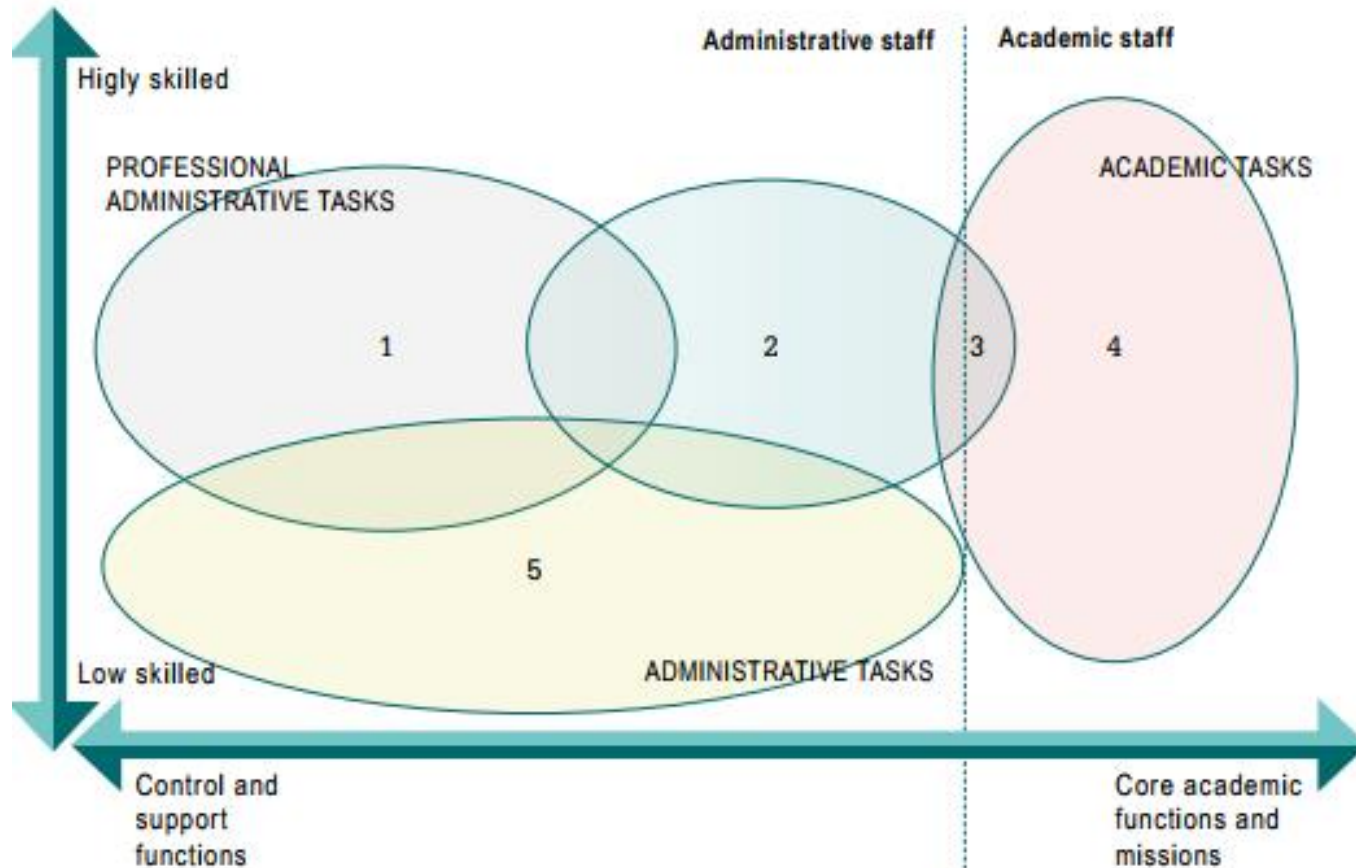 Administrative staff
Academic staff
Higly skilled
PROFESSIONAL
ADMINISTRATIVE TASKS
ACADEMIC TASKS
1
2
3
4
5
Low skilled
ADMINISTRATIVE TASKS
Control and
support
functions
Core academic
functions and
missions